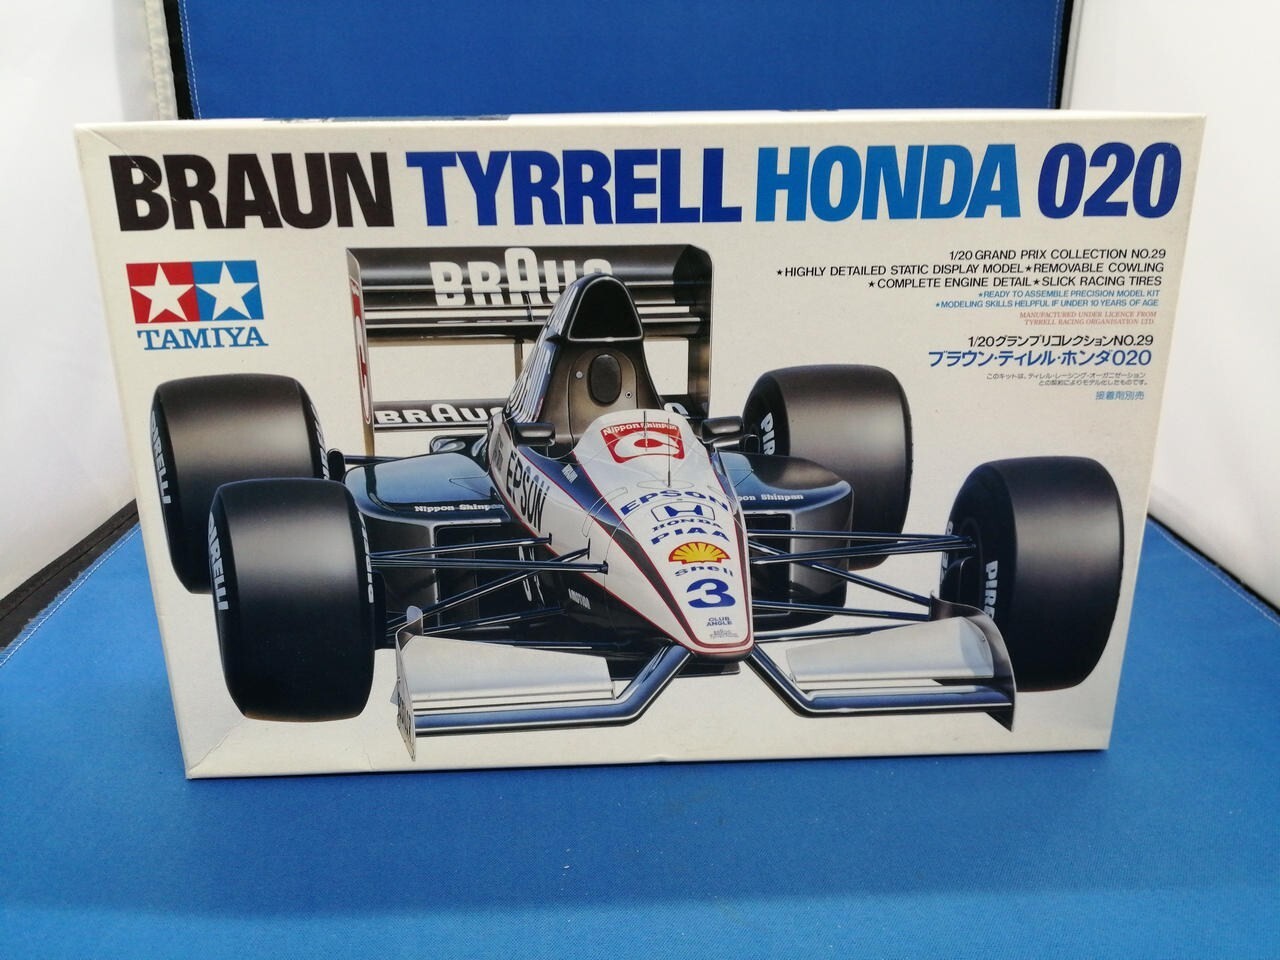 BRAUN TYRRELL HONDA 020
TAMIYA
1/20 GRAND PRIX COLLECTION NO.29
★HIGHLY DETAILED STATIC DISPLAY MODEL★REMOVABLE COWLING
★COMPLETE ENGINE DETAIL★SLICK RACING TIRES
★READY TO ASSEMBLE PRECISION MODEL KIT
★MODELING SKILLS HELPFUL IF UNDER 10 YEARS OF AGE
MANUFACTURED UNDER LICENCE FROM
TYRRELL RACING ORGANISATION LTD.
1/20グランプリコレクションNO.29
ブラウン・ティレル・ホンダ020
このキットは、ティレル・レーシング・オーガニゼーション
との契約によりモデル化したものです。
接着剤別売
BRAUN
BRAUN
Nippon Shinpan
EPSON
HONDA
PIAA
Shell
3
CLUB
ANGLE
EPSON
BRAUN
Nippon Shinpan
Nippon Shinpan
PIRELLI
PIRELLI